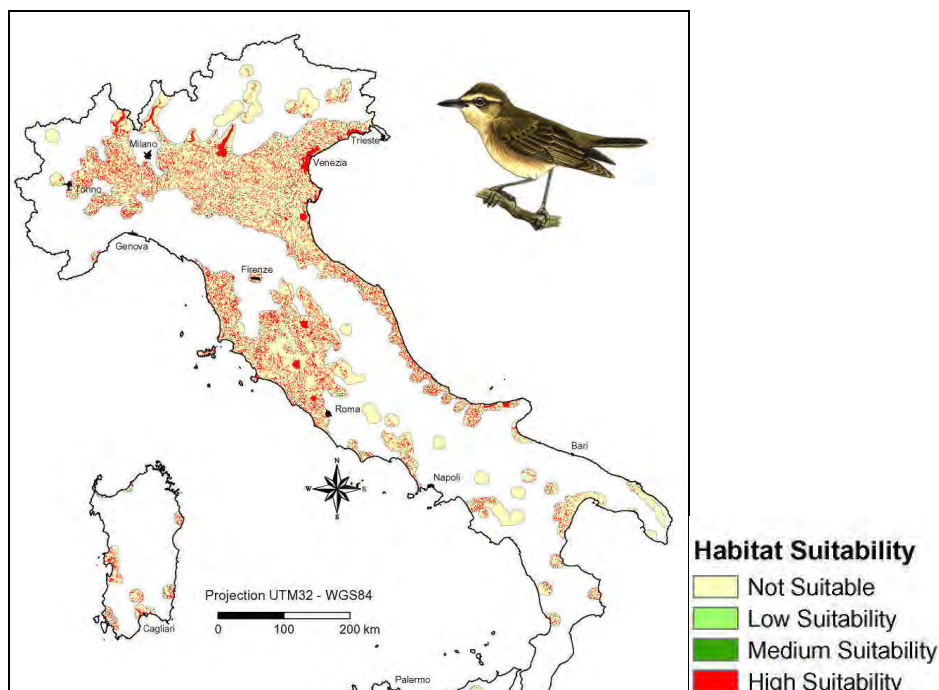 Milano
Trieste
Venezia
Torino
Genova
Firenze
Roma
Bari
N
W
E
S
Napoli
Habitat Suitability
Not Suitable
Projection UTM32 - WGS84
Low Suitability
0 100 200 km
Cagliari
Medium Suitability
Palermo
High Suitability